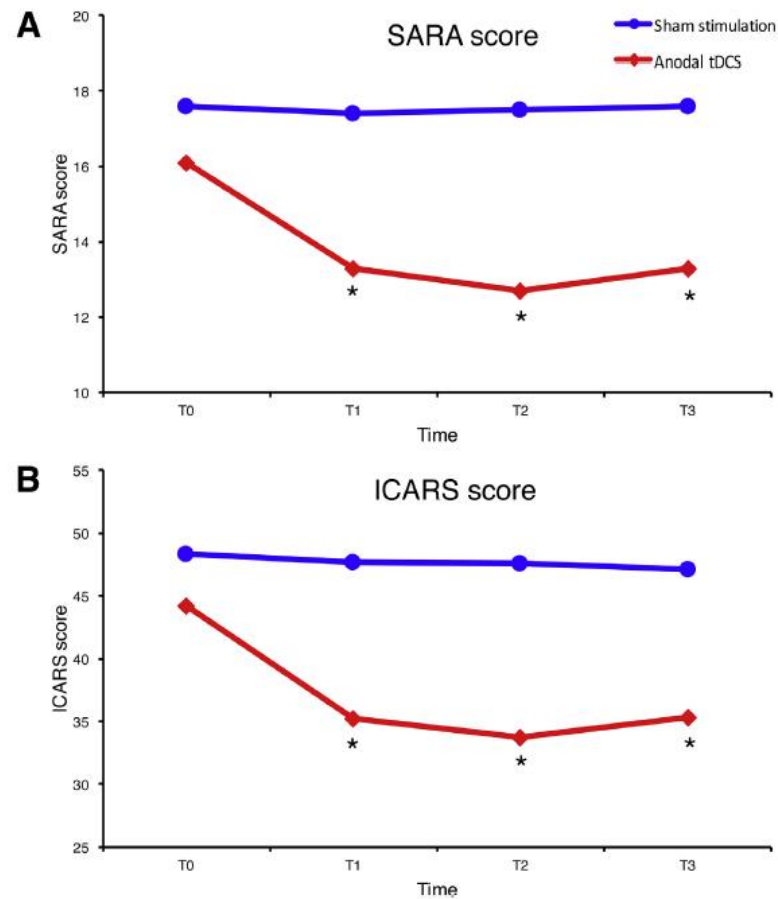 A
SARA score
Sham stimulation
Anodal tDCS
20
18
16
14
12
10
SARA score
*
*
*
T0 T1 T2 T3
Time
B
ICARS score
55
50
45
40
35
30
25
ICARS score
*
*
*
T0 T1 T2 T3
Time